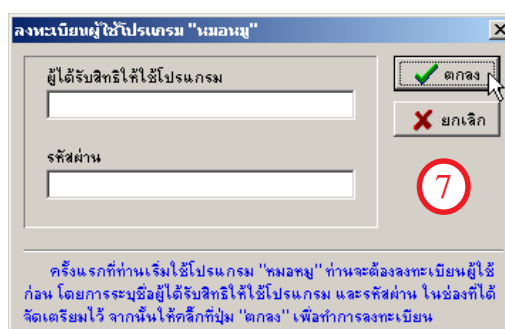 ลงทะเบียนผู้ใช้โปรแกรม "หมอหมู"
ผู้ได้รับสิทธิให้ใช้โปรแกรม
ตกลง
ยกเลิก
รหัสผ่าน
7
ครั้งแรกที่ท่านเริ่มใช้โปรแกรม "หมอหมู" ท่านจะต้องลงทะเบียนผู้ใช้
ก่อน โดยการระบุชื่อผู้ได้รับสิทธิให้ใช้โปรแกรม และรหัสผ่าน ในช่องที่ได้
จัดเตรียมไว้ จากนั้นให้คลิ๊กที่ปุ่ม "ตกลง" เพื่อทำการลงทะเบียน